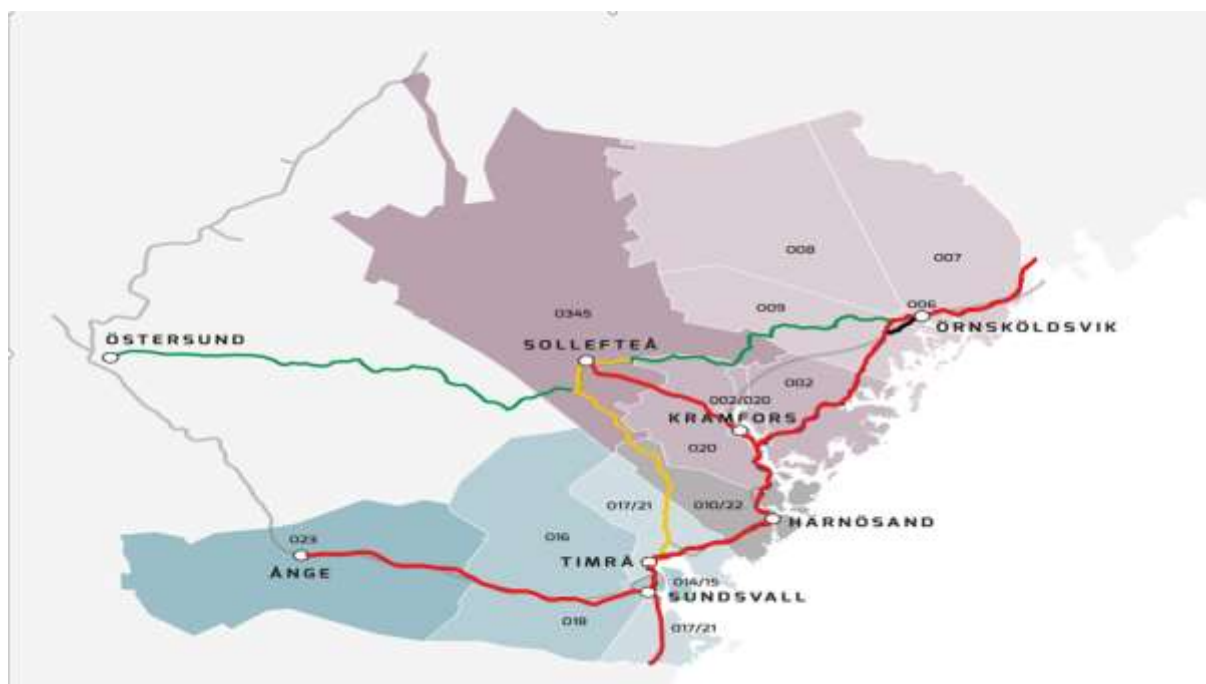 008
007
009
006
ÖRNSKÖLDSVIK
0345
ÖSTERSUND
SOLLEFTEÅ
002
002/020
KRAMFORS
020
017/21
010/22
HÄRNÖSAND
023
016
ÅNGE
TIMRÅ
014/15
SUNDSVALL
018
017/21